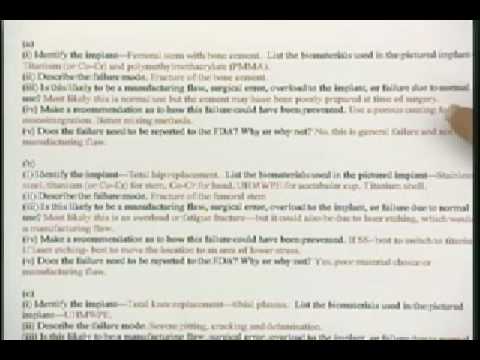 (a)
(i) Identify the implant—Femoral stem with bone cement. List the biomaterials used in the pictured implant—
Titanium (or Co-Cr) and polymethylmethacrylate (PMMA).
(ii) Describe the failure mode. Fracture of the bone cement.
(iii) Is this likely to be a manufacturing flaw, surgical error, overload to the implant, or failure due to normal
use? Most likely this is normal use but the cement may have been poorly prepared at time of surgery.
(iv) Make a recommendation as to how this failure could have been prevented. Use a porous coating for
Better mixing methods.
(v) Does the failure need to be reported to the FDA? Why or why not? No, this is general failure and not
manufacturing flaw.
(b)
(i) Identify the implant—Total hip replacement. List the biomaterials used in the pictured implant—Stainless
steel, titanium (or Co-Cr) for stem, Co-Cr for head, UHMWPE for acetabular cup, Titanium shell.
(ii) Describe the failure mode. Fracture of the femoral stem
(iii) Is this likely to be a manufacturing flaw, surgical error, overload to the implant, or failure due to normal
use? Most likely this is an overload or fatigue fracture—but it could also be due to laser etching, which would
a manufacturing flaw.
(iv) Make a recommendation as to how this failure could have been prevented. If SS- best to switch to titanium
if laser etching- best to move the location to an area of lower stress.
(v) Does the failure need to be reported to the FDA? Why or why not? Yes, poor material choice or
manufacturing flaw.
(c)
(i) Identify the implant—Total knee replacement—tibial plateau. List the biomaterials used in the pictured
implant—UHMWPE.
(ii) Describe the failure mode. Severe pitting, cracking and delamination.
(iii) Is this likely to be a manufacturing flaw, surgical error, overload to the implant, or failure due to normal